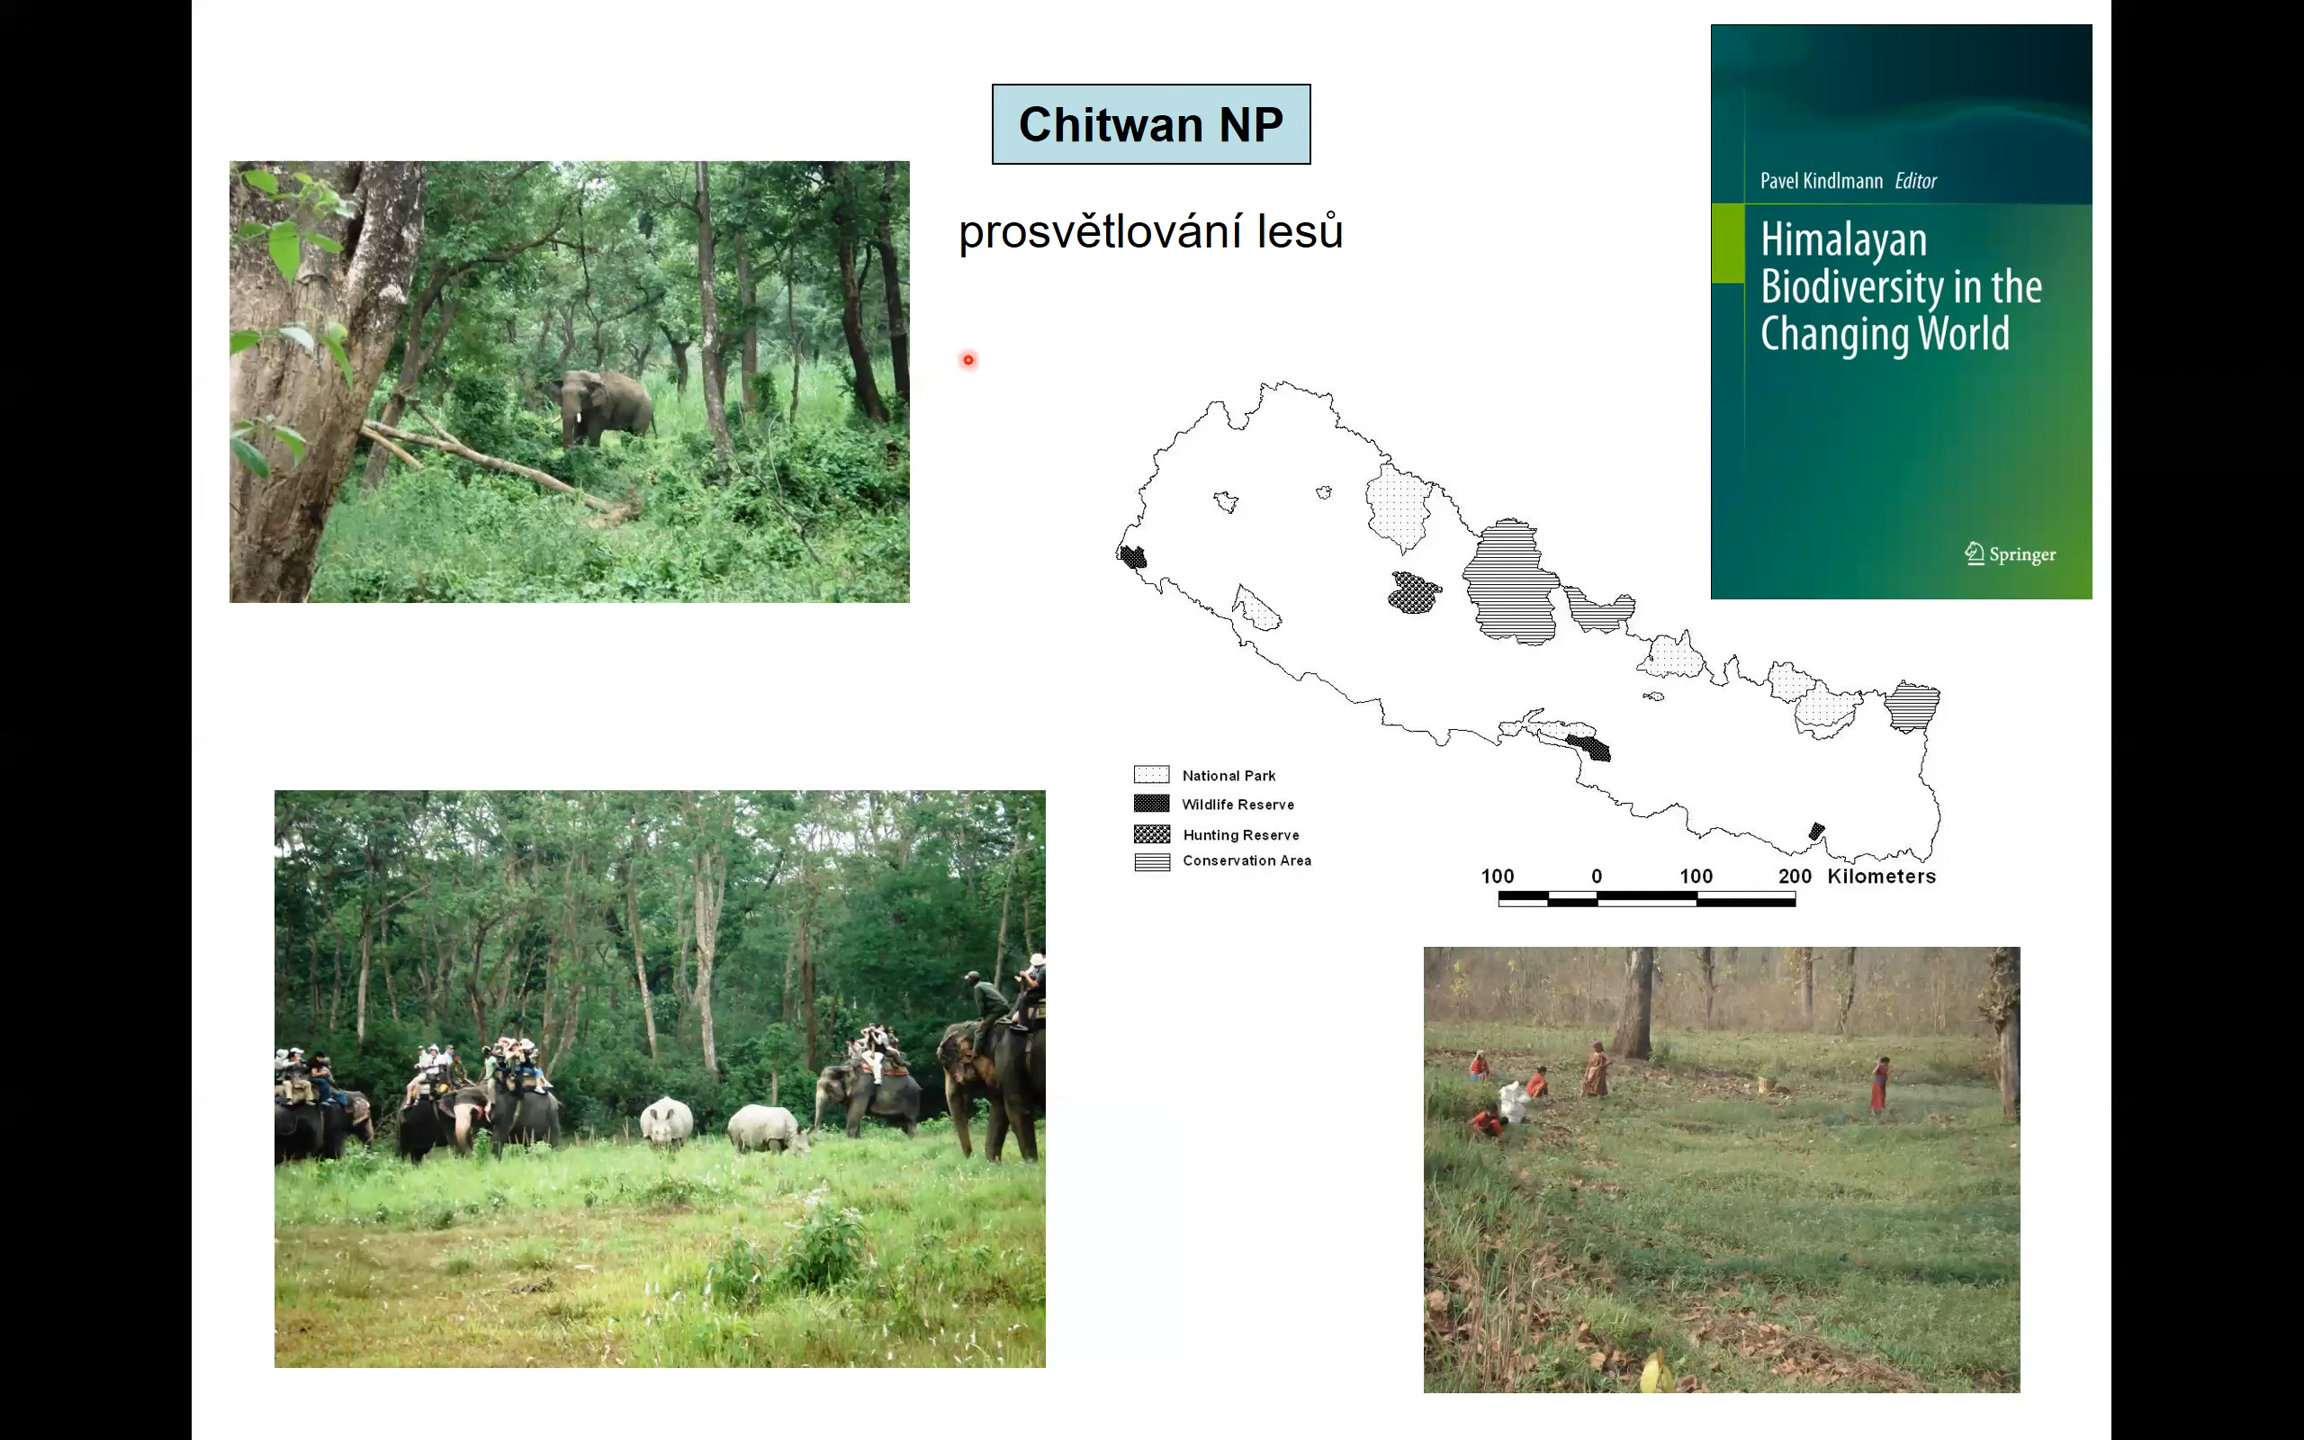 Chitwan NP
prosvětlování lesů
Pavel Kindlmann Editor
Himalayan
Biodiversity in the
Changing World
Springer
National Park
Wildlife Reserve
Hunting Reserve
Conservation Area
100 0 100 200 Kilometers